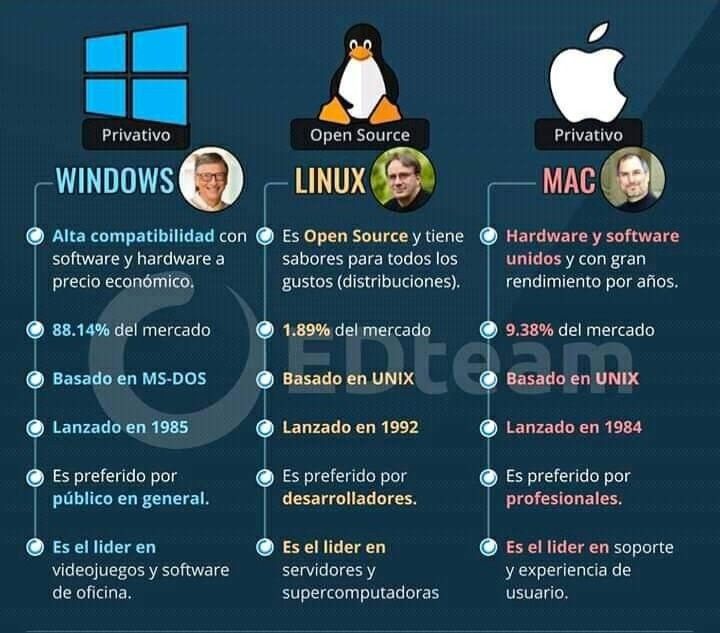 Privativo
WINDOWS
Alta compatibilidad con
software y hardware a
precio económico.
88.14% del mercado
Basado en MS-DOS
Lanzado en 1985
Es preferido por
público en general.
Es el lider en
videojuegos y software
de oficina.
Open Source
LINUX
Es Open Source y tiene
sabores para todos los
gustos (distribuciones).
1.89% del mercado
Basado en UNIX
Lanzado en 1992
Es preferido por
desarrolladores.
Es el lider en
servidores y
supercomputadoras
Privativo
MAC
Hardware y software
unidos y con gran
rendimiento por años.
9.38% del mercado
Basado en UNIX
Lanzado en 1984
Es preferido por
profesionales.
Es el lider en soporte
y experiencia de
usuario.
EDteam